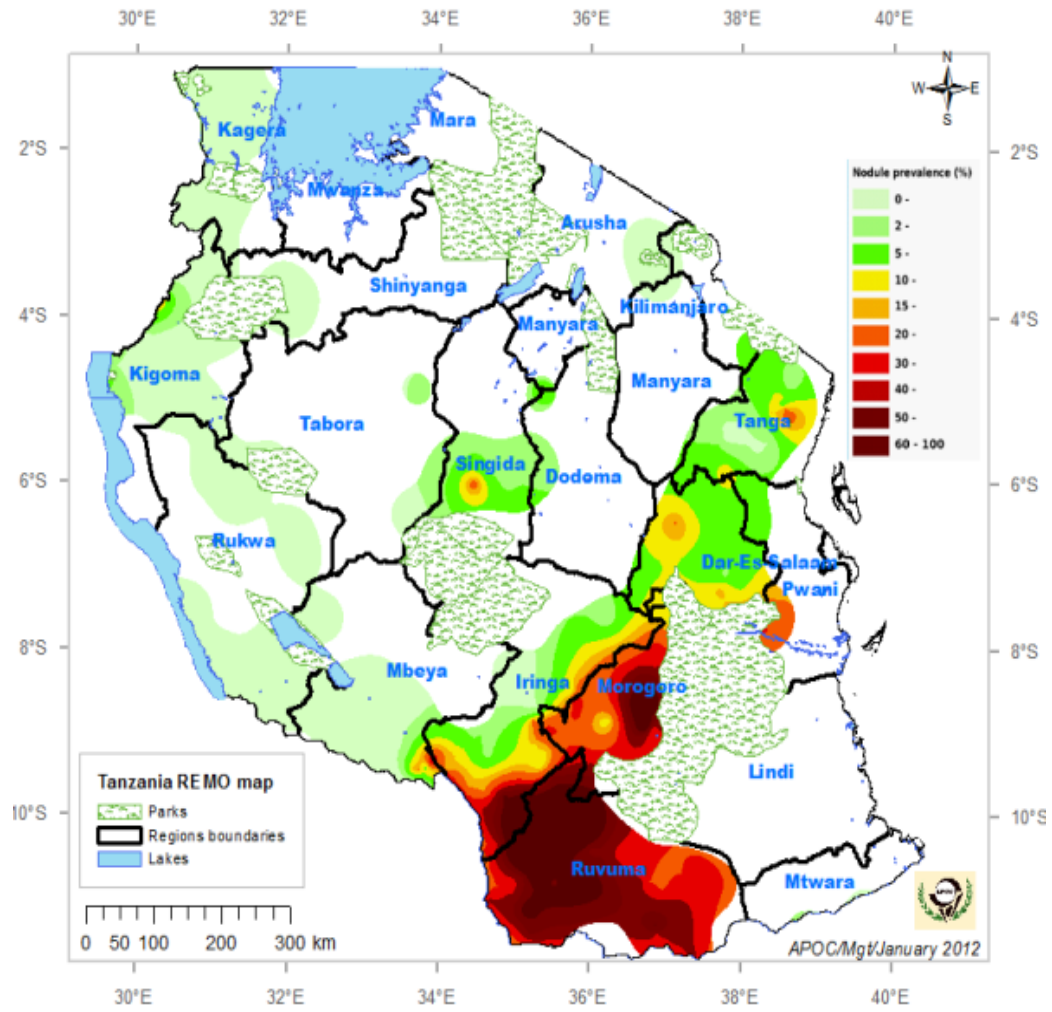 30°E 32°E 34°E 36°E 38°E 40°E
N
W E
S
2°S 2°S
4°S 4°S
6°S 6°S
8°S 8°S
10°S 10°S
Kagera
Mara
Mwanza
Arusha
Shinyanga
Kilimanjaro
Manyara
Kigoma
Manyara
Tabora
Tanga
Singida
Dodoma
Rukwa
Dar-Es-Salaam
Pwani
Mbeya
Iringa
Morogoro
Lindi
Ruvuma
Mtwara
Nodule prevalence (%)
0 -
2 -
5 -
10 -
15 -
20 -
30 -
40 -
50 -
60 - 100
Tanzania REMO map
Parks
Regions boundaries
Lakes
0 50 100 200 300 km
APOC/Mgt/January 2012
30°E 32°E 34°E 36°E 38°E 40°E